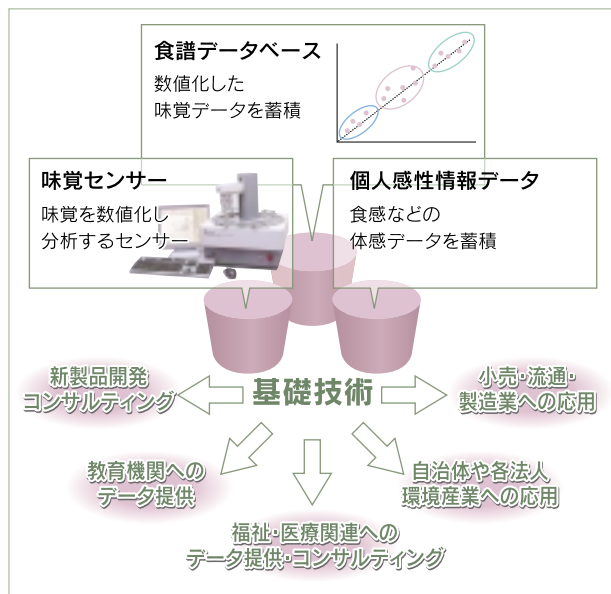 食譜データベース
数値化した
味覚データを蓄積
味覚センサー
味覚を数値化し
分析するセンサー
個人感性情報データ
食感などの
体感データを蓄積
基礎技術
新製品開発
コンサルティング
小売・流通・
製造業への応用
教育機関への
データ提供
自治体や各法人
環境産業への応用
福祉・医療関連への
データ提供・コンサルティング